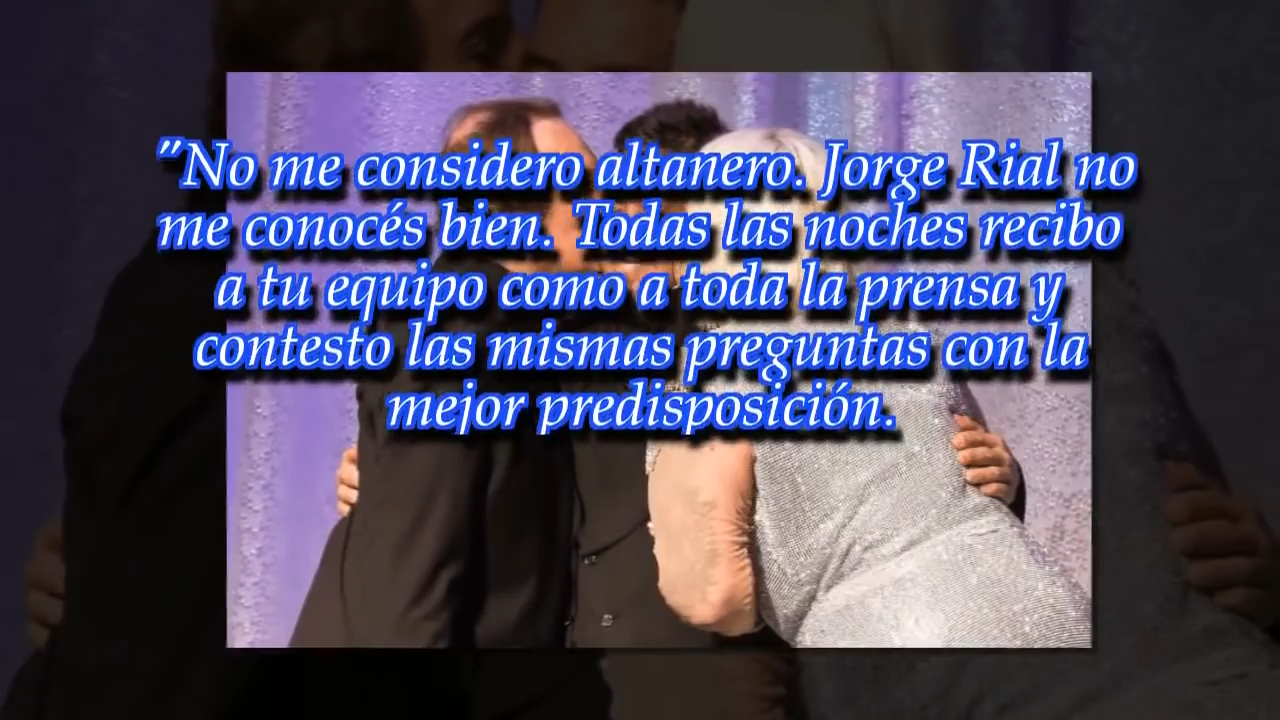 "No me considero altanero. Jorge Rial no
me conocés bien. Todas las noches recibo
a tu equipo como a toda la prensa y
contesto las mismas preguntas con la
mejor predisposición.